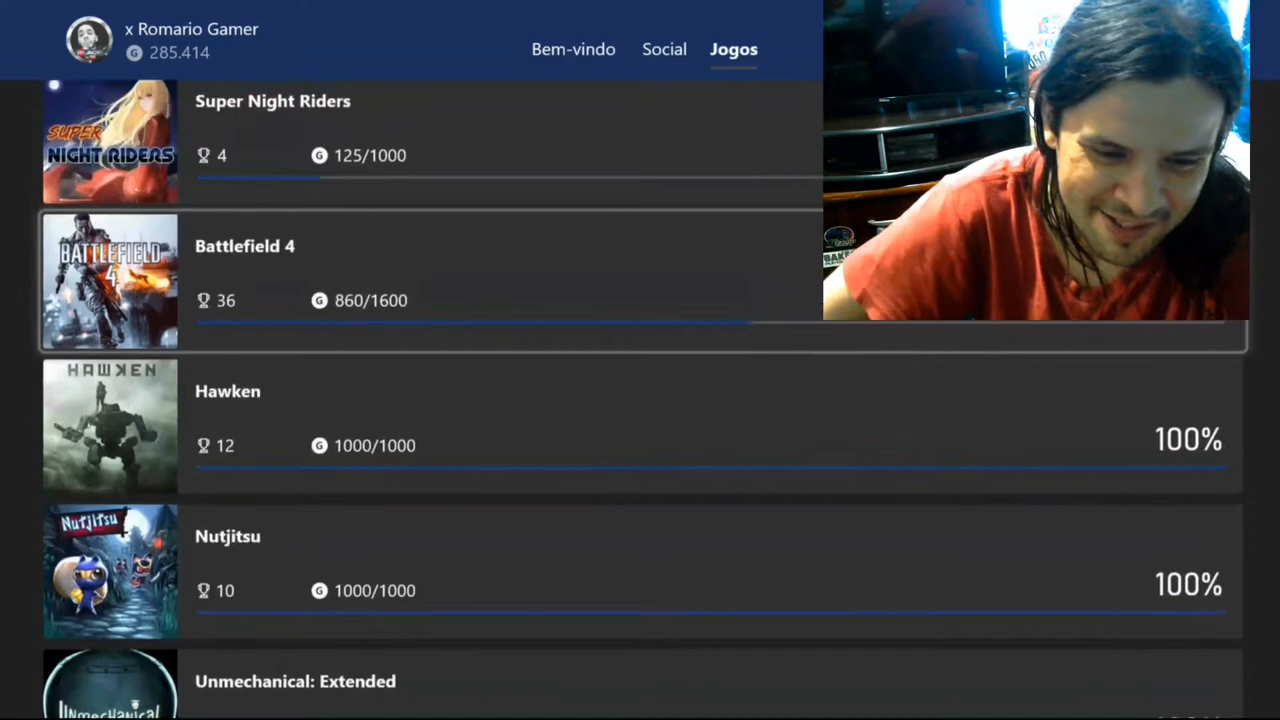 x Romario Gamer
G 285.414
Bem-vindo Social Jogos
SUPER
NIGHT RIDERS
Super Night Riders
4 G 125/1000
BATTLEFIELD
4
Battlefield 4
36 G 860/1600
HAWKEN
Hawken
12 G 1000/1000
100%
Nutjitsu
Nutjitsu
10 G 1000/1000
100%
Unmechanical
Unmechanical: Extended